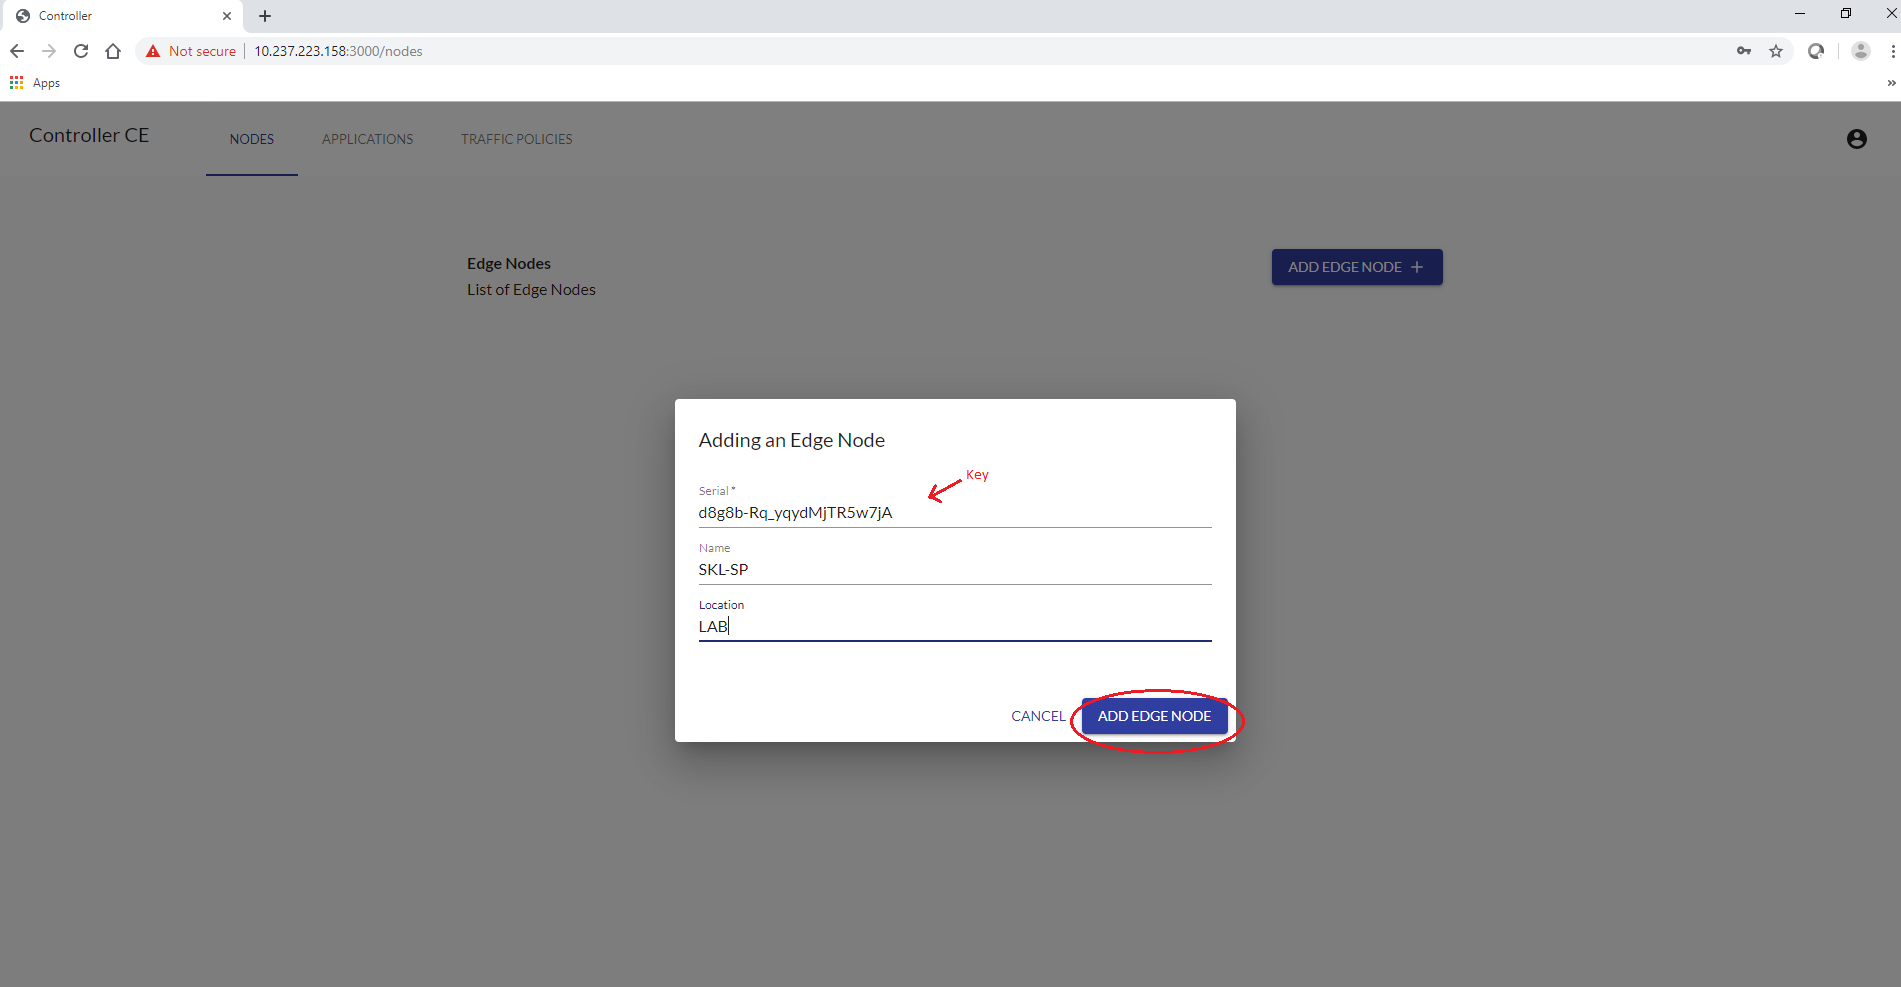 Controller
Not secure 10.237.223.158:3000/nodes
Apps
Controller CE NODES APPLICATIONS TRAFFIC POLICIES
Edge Nodes
ADD EDGE NODE
List of Edge Nodes
Adding an Edge Node
Key
Serial *
d8g8b-Rq_yqydMjTR5w7jA
Name
SKL-SP
Location
LAB
CANCEL ADD EDGE NODE